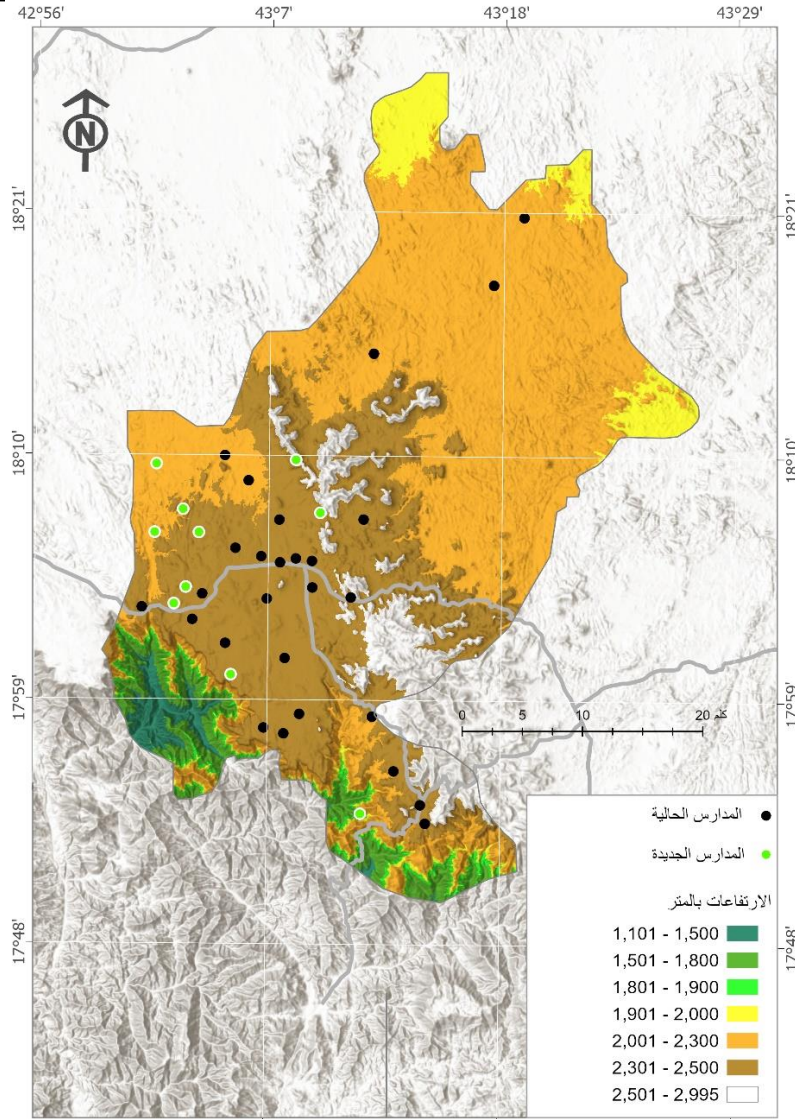 42°56' 43°7' 43°18' 43°29'
N
18°21' 18°21'
18°10' 18°10'
17°59' 17°59'
0 5 10 20 كلم
المدارس الحالية
المدارس الجديدة
الارتفاعات بالمتر
1,101 - 1,500
1,501 - 1,800
1,801 - 1,900
1,901 - 2,000
2,001 - 2,300
2,301 - 2,500
2,501 - 2,995
17°48' 17°48'